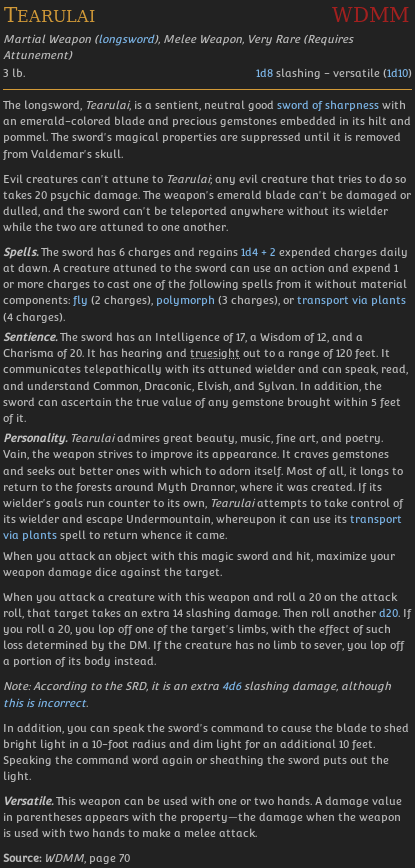 TEARULAI WDMM
Martial Weapon (longsword), Melee Weapon, Very Rare (Requires
Attunement)
3 lb. 1d8 slashing - versatile (1d10)
The longsword, Tearulai, is a sentient, neutral good sword of sharpness with
an emerald-colored blade and precious gemstones embedded in its hilt and
pommel. The sword's magical properties are suppressed until it is removed
from Valdemar's skull.
Evil creatures can't attune to Tearulai; any evil creature that tries to do so
takes 20 psychic damage. The weapon's emerald blade can't be damaged or
dulled, and the sword can't be teleported anywhere without its wielder
while the two are attuned to one another.
Spells. The sword has 6 charges and regains 1d4 + 2 expended charges daily
at dawn. A creature attuned to the sword can use an action and expend 1
or more charges to cast one of the following spells from it without material
components: fly (2 charges), polymorph (3 charges), or transport via plants
(4 charges).
Sentience. The sword has an Intelligence of 17, a Wisdom of 12, and a
Charisma of 20. It has hearing and truesight out to a range of 120 feet. It
communicates telepathically with its attuned wielder and can speak, read,
and understand Common, Draconic, Elvish, and Sylvan. In addition, the
sword can ascertain the true value of any gemstone brought within 5 feet
of it.
Personality. Tearulai admires great beauty, music, fine art, and poetry.
Vain, the weapon strives to improve its appearance. It craves gemstones
and seeks out better ones with which to adorn itself. Most of all, it longs to
return to the forests around Myth Drannor, where it was created. If its
wielder's goals run counter to its own, Tearulai attempts to take control of
its wielder and escape Undermountain, whereupon it can use its transport
via plants spell to return whence it came.
When you attack an object with this magic sword and hit, maximize your
weapon damage dice against the target.
When you attack a creature with this weapon and roll a 20 on the attack
roll, that target takes an extra 14 slashing damage. Then roll another d20. If
you roll a 20, you lop off one of the target's limbs, with the effect of such
loss determined by the DM. If the creature has no limb to sever, you lop off
a portion of its body instead.
Note: According to the SRD, it is an extra 4d6 slashing damage, although
this is incorrect.
In addition, you can speak the sword's command to cause the blade to shed
bright light in a 10-foot radius and dim light for an additional 10 feet.
Speaking the command word again or sheathing the sword puts out the
light.
Versatile. This weapon can be used with one or two hands. A damage value
in parentheses appears with the property—the damage when the weapon
is used with two hands to make a melee attack.
Source: WDMM, page 70